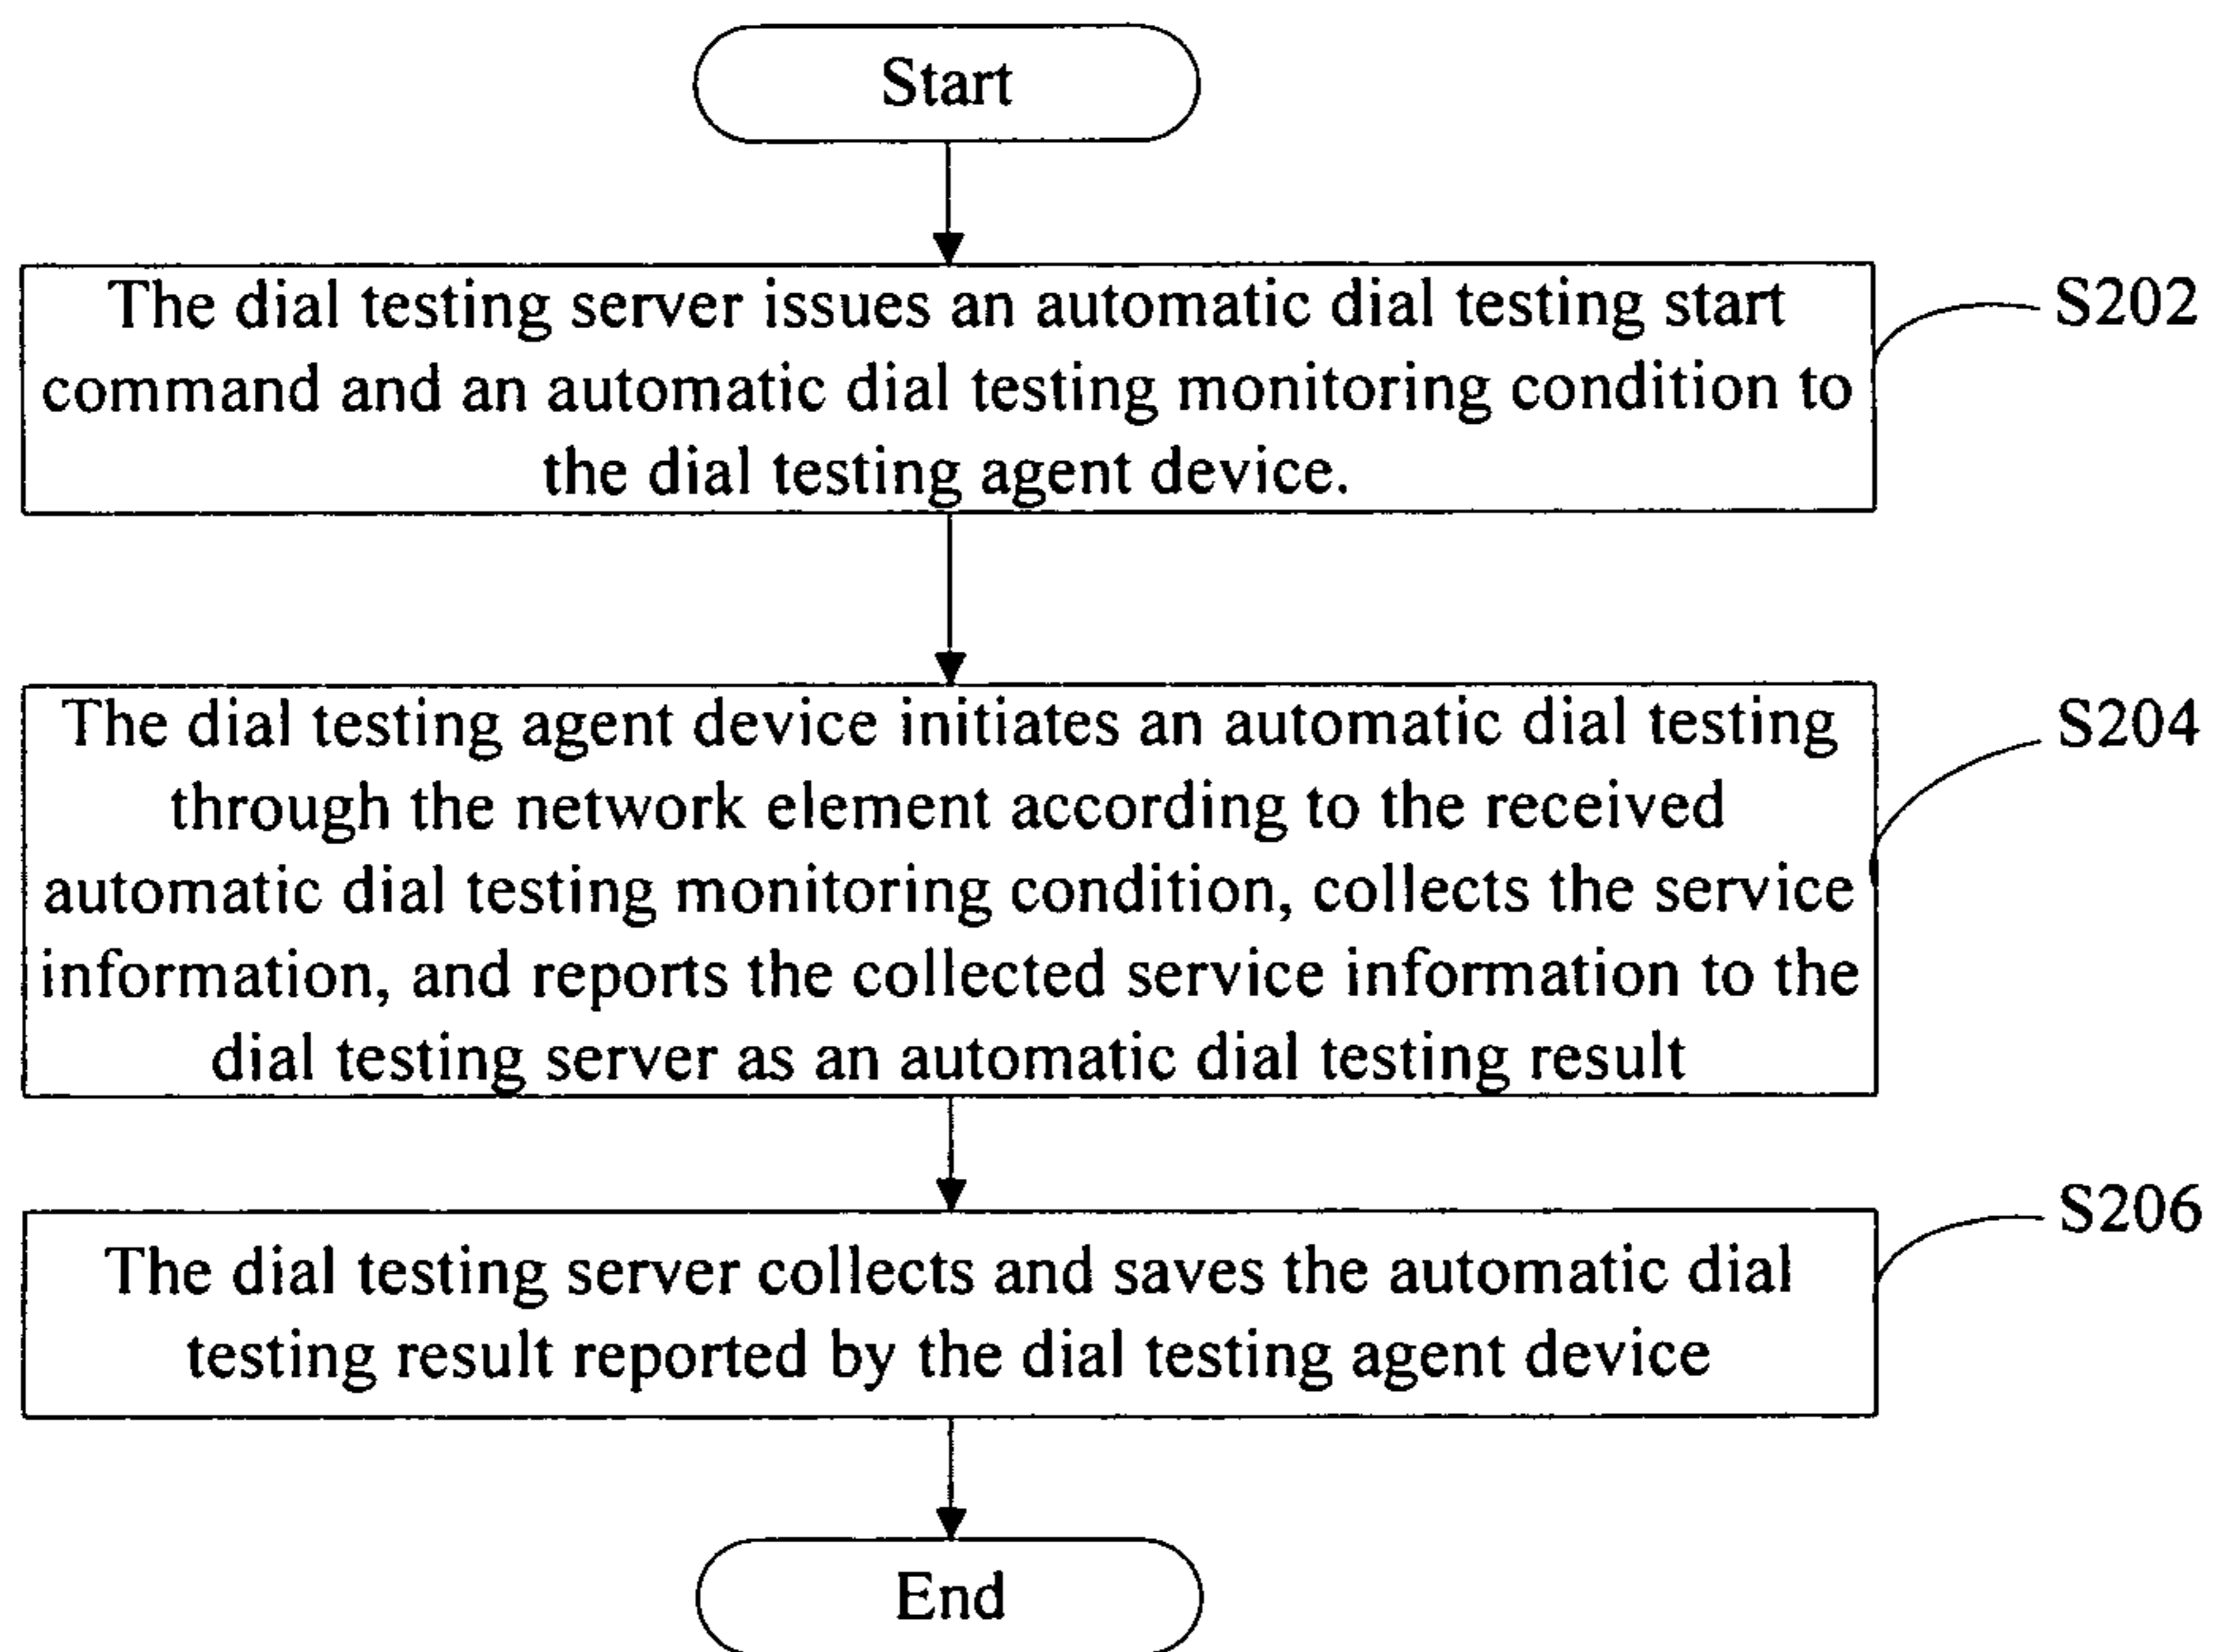 Start
The dial testing server issues an automatic dial testing start
command and an automatic dial testing monitoring condition to
the dial testing agent device.
S202
The dial testing agent device initiates an automatic dial testing
through the network element according to the received
automatic dial testing monitoring condition, collects the service
information, and reports the collected service information to the
dial testing server as an automatic dial testing result
S204
The dial testing server collects and saves the automatic dial
testing result reported by the dial testing agent device
S206
End